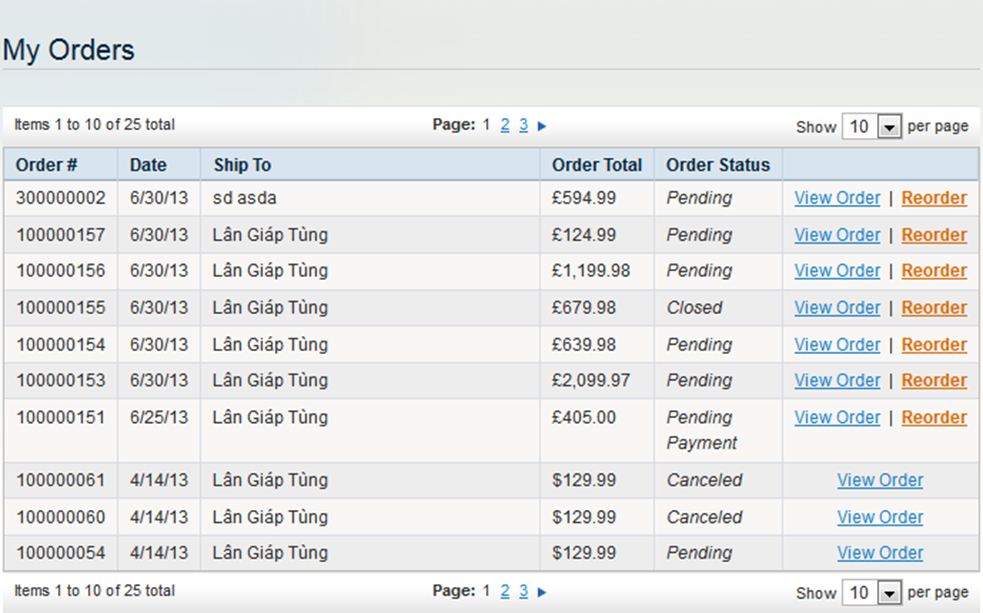 My Orders
Items 1 to 10 of 25 total Page: 1 2 3 Show 10 per page
Order # Date Ship To Order Total Order Status
300000002 6/30/13 sd asda £594.99 Pending View Order | Reorder
100000157 6/30/13 Lân Giáp Tùng £124.99 Pending View Order | Reorder
100000156 6/30/13 Lân Giáp Tùng £1,199.98 Pending View Order | Reorder
100000155 6/30/13 Lân Giáp Tùng £679.98 Closed View Order | Reorder
100000154 6/30/13 Lân Giáp Tùng £639.98 Pending View Order | Reorder
100000153 6/30/13 Lân Giáp Tùng £2,099.97 Pending View Order | Reorder
100000151 6/25/13 Lân Giáp Tùng £405.00 Pending View Order | Reorder
Payment
100000061 4/14/13 Lân Giáp Tùng $129.99 Canceled View Order
100000060 4/14/13 Lân Giáp Tùng $129.99 Canceled View Order
100000054 4/14/13 Lân Giáp Tùng $129.99 Pending View Order
Items 1 to 10 of 25 total Page: 1 2 3 Show 10 per page